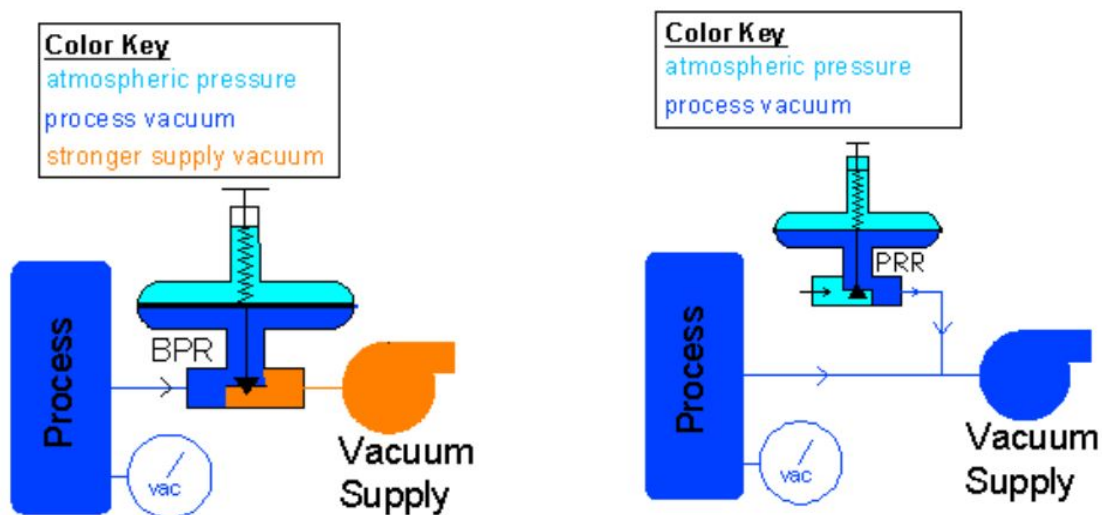 Color Key
atmospheric pressure
process vacuum
stronger supply vacuum
BPR
Process
vac
Vacuum
Supply
Color Key
atmospheric pressure
process vacuum
PRR
Process
vac
Vacuum
Supply